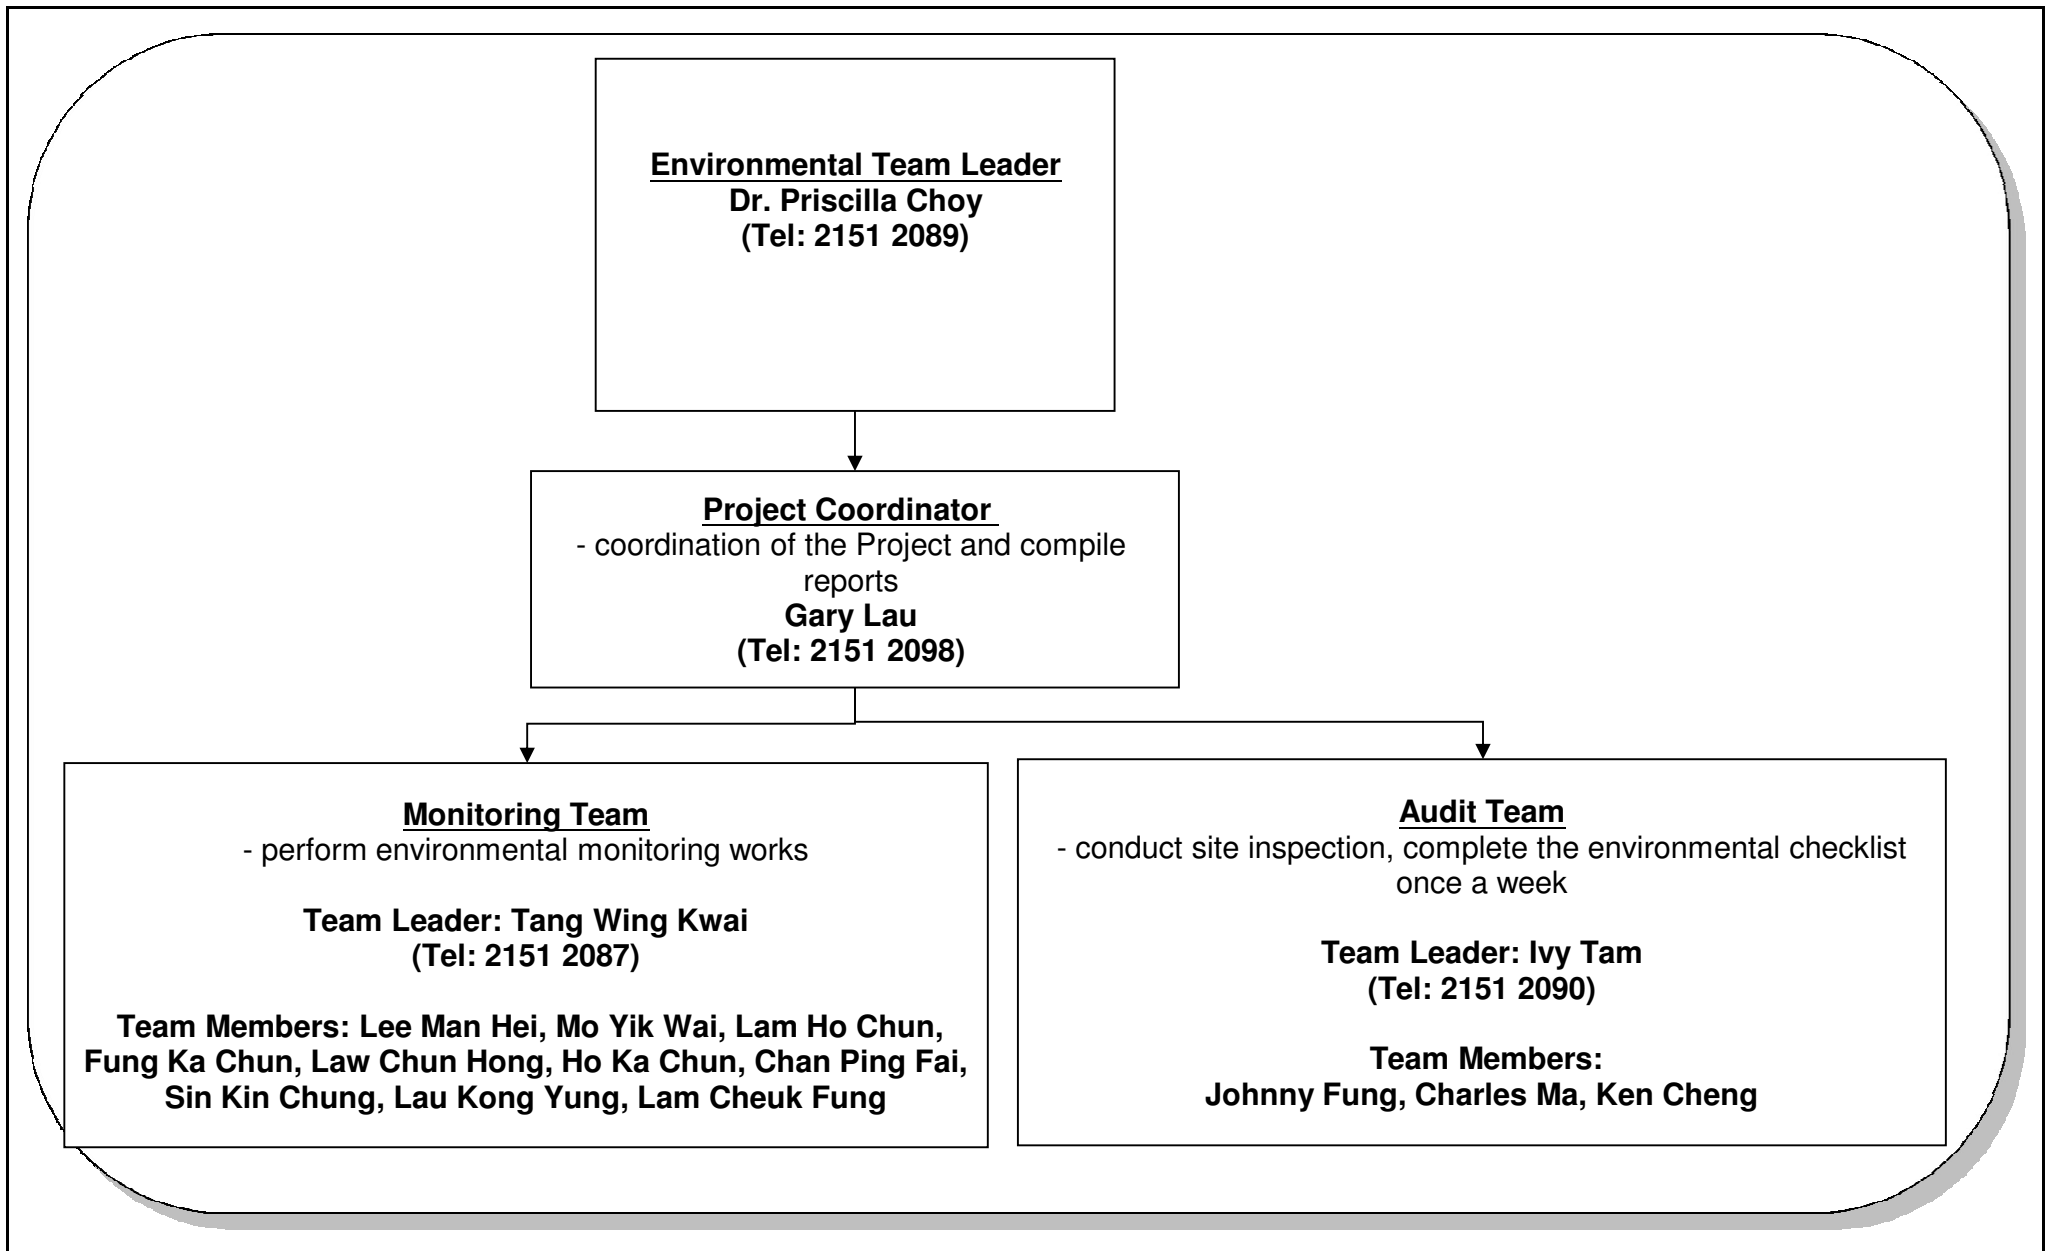 Environmental Team Leader
Dr. Priscilla Choy
(Tel: 2151 2089)
Project Coordinator
- coordination of the Project and compile
reports
Gary Lau
(Tel: 2151 2098)
Monitoring Team
- perform environmental monitoring works
Team Leader: Tang Wing Kwai
(Tel: 2151 2087)
Team Members: Lee Man Hei, Mo Yik Wai, Lam Ho Chun,
Fung Ka Chun, Law Chun Hong, Ho Ka Chun, Chan Ping Fai,
Sin Kin Chung, Lau Kong Yung, Lam Cheuk Fung
Audit Team
- conduct site inspection, complete the environmental checklist
once a week
Team Leader: Ivy Tam
(Tel: 2151 2090)
Team Members:
Johnny Fung, Charles Ma, Ken Cheng